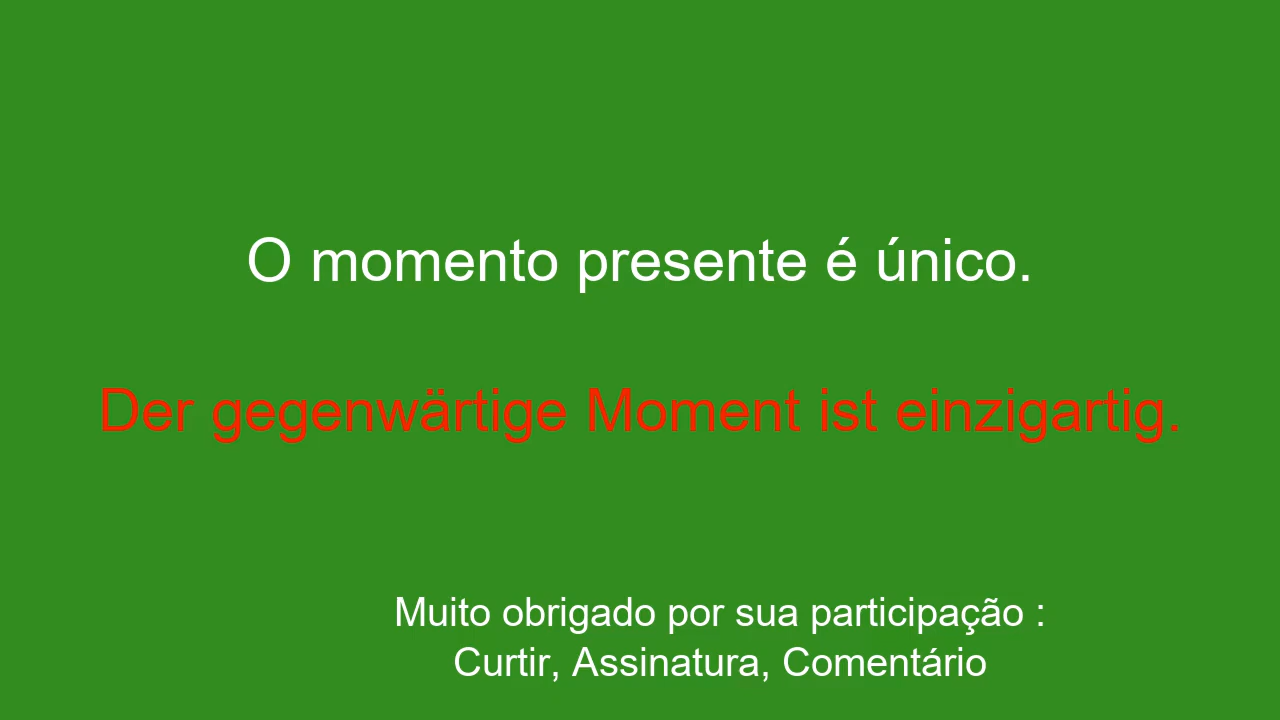 O momento presente é único.
Der gegenwärtige Moment ist einzigartig.
Muito obrigado por sua participação :
Curtir, Assinatura, Comentário